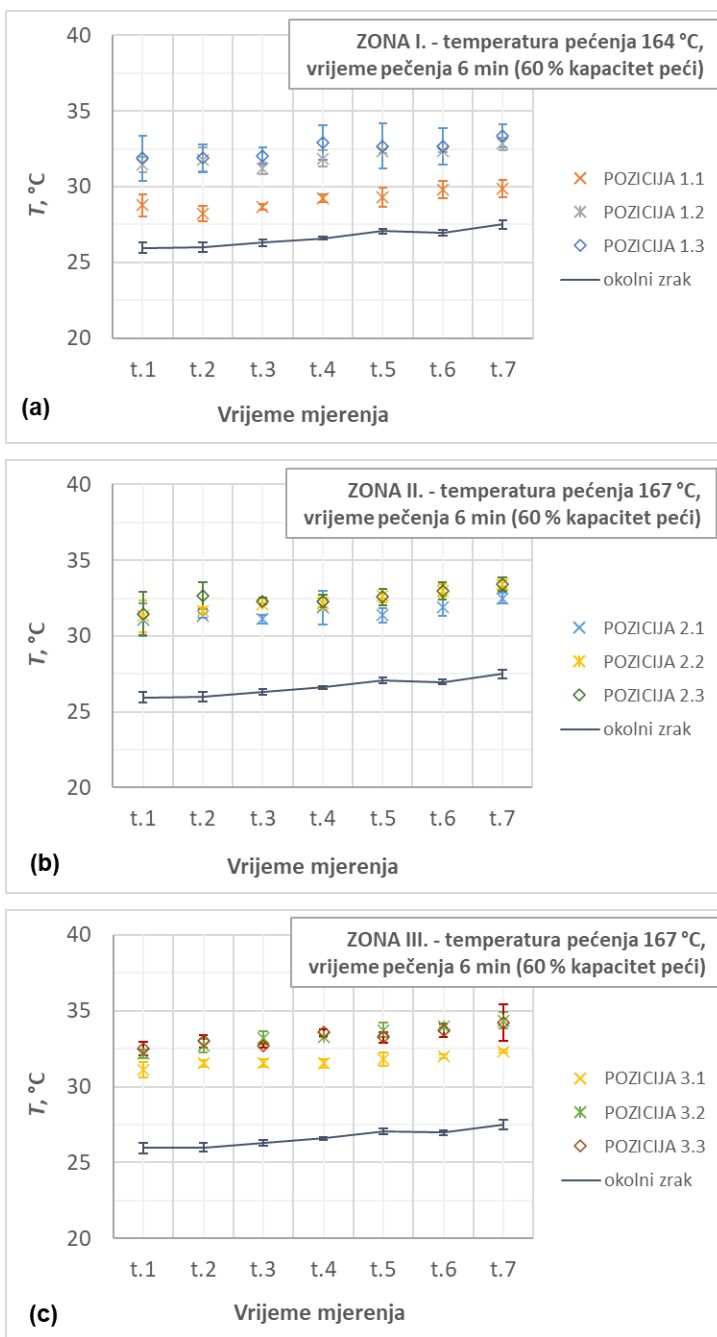 ZONA I. - temperatura pećenja 164 °C,
vrijeme pečenja 6 min (60 % kapacitet peći)
40
35
30
25
20
T, °C
POZICIJA 1.1
POZICIJA 1.2
POZICIJA 1.3
okolni zrak
t.1 t.2 t.3 t.4 t.5 t.6 t.7
(a)
Vrijeme mjerenja
ZONA II. - temperatura pećenja 167 °C,
vrijeme pečenja 6 min (60 % kapacitet peći)
40
35
30
25
20
T, °C
POZICIJA 2.1
POZICIJA 2.2
POZICIJA 2.3
okolni zrak
t.1 t.2 t.3 t.4 t.5 t.6 t.7
(b)
Vrijeme mjerenja
ZONA III. - temperatura pećenja 167 °C,
vrijeme pečenja 6 min (60 % kapacitet peći)
40
35
30
25
20
T, °C
POZICIJA 3.1
POZICIJA 3.2
POZICIJA 3.3
okolni zrak
t.1 t.2 t.3 t.4 t.5 t.6 t.7
(c)
Vrijeme mjerenja